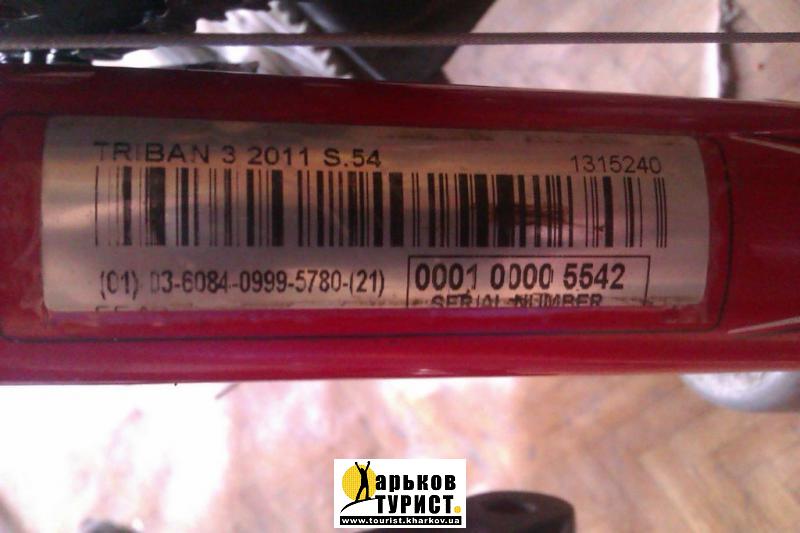 TRIBAN 3 2011 S.54
1315240
(01) 03-6084-0999-5780-(21)
0001 0000 5542
SERIAL NUMBER
Харьков
ТУРИСТ.
www.tourist.kharkov.ua